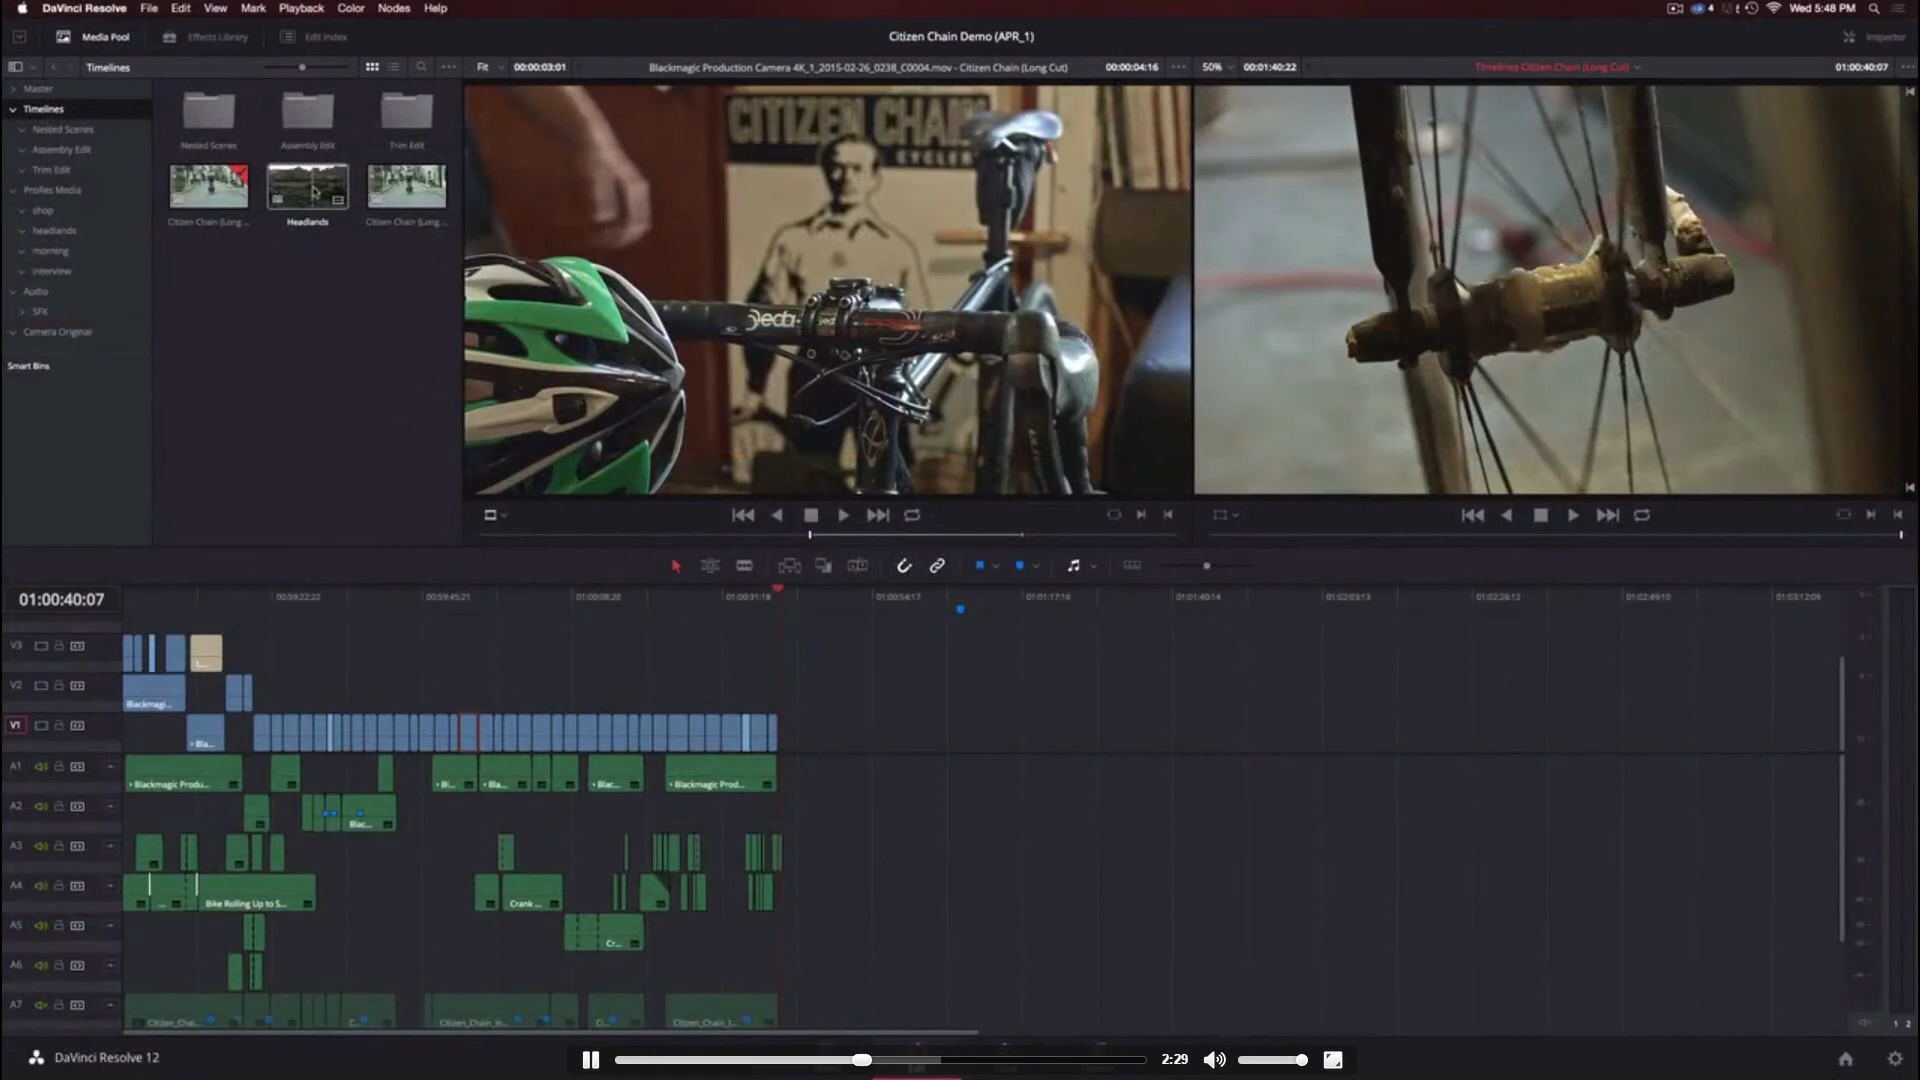 DaVinci Resolve File Edit View Mark Playback Color Nodes Help
4 Wed 5:48 PM
Media Pool Effects Library Edit Index Citizen Chain Demo (APR_1) Inspector
Timelines Fit 00:00:03:01 Blackmagic Production Camera 4K_1_2015-02-26_0238_C0004.mov - Citizen Chain (Long Cut) 00:00:04:16 50% 01:01:40:22 Timelines Citizen Chain (Long Cut) 01:00:40:07
Master
Timelines
Nested Scenes
Assembly Edit
Trim Edit
ProRes Media
shop
headlands
morning
interview
Audio
SFX
Camera Original
Smart Bins
Nested Scenes Assembly Edit Trim Edit
Citizen Chain (Long ... Headlands Citizen Chain (Long ...
CITIZEN CHAIN
CYCLES
Deda
01:00:40:07 00:59:22:22 00:59:45:21 01:00:08:20 01:00:31:18 01:00:54:17 01:01:17:16 01:01:40:14 01:02:03:13 01:02:26:12 01:02:49:10 01:03:12:09
V3 L...
V2 Blackmagi...
V1 Bla...
A1 Blackmagic Produ... Bl... Bla... Blac... Blackmagic Prod...
A2 Blac...
A3
A4 ... Bike Rolling Up to S... Crank ...
A5 Cr...
A6
A7 Citizen_Chai... C... Citizen_Chain_In... Ci... Citizen_Chain_I...
1 2
DaVinci Resolve 12 2:29